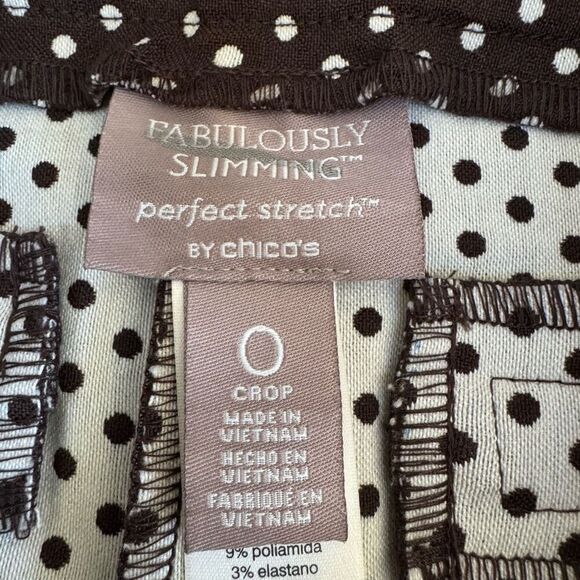 FABULOUSLY
SLIMMING™
perfect stretch™
BY chico's
0
CROP
MADE IN
VIETNAM
HECHO EN
VIETNAM
FABRIQUÉ EN
VIETNAM
9% poliamida
3% elastano